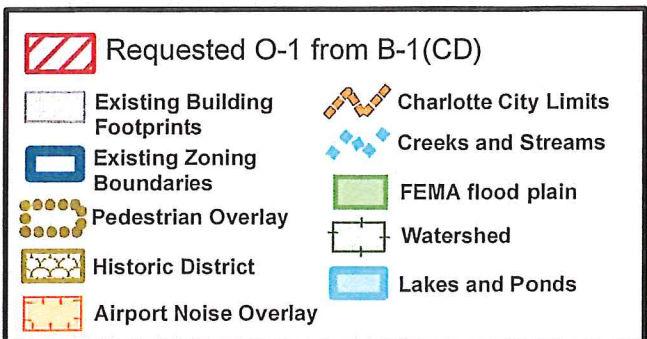 Requested O-1 from B-1(CD)
Existing Building
Footprints
Existing Zoning
Boundaries
Pedestrian Overlay
Historic District
Airport Noise Overlay
Charlotte City Limits
Creeks and Streams
FEMA flood plain
Watershed
Lakes and Ponds